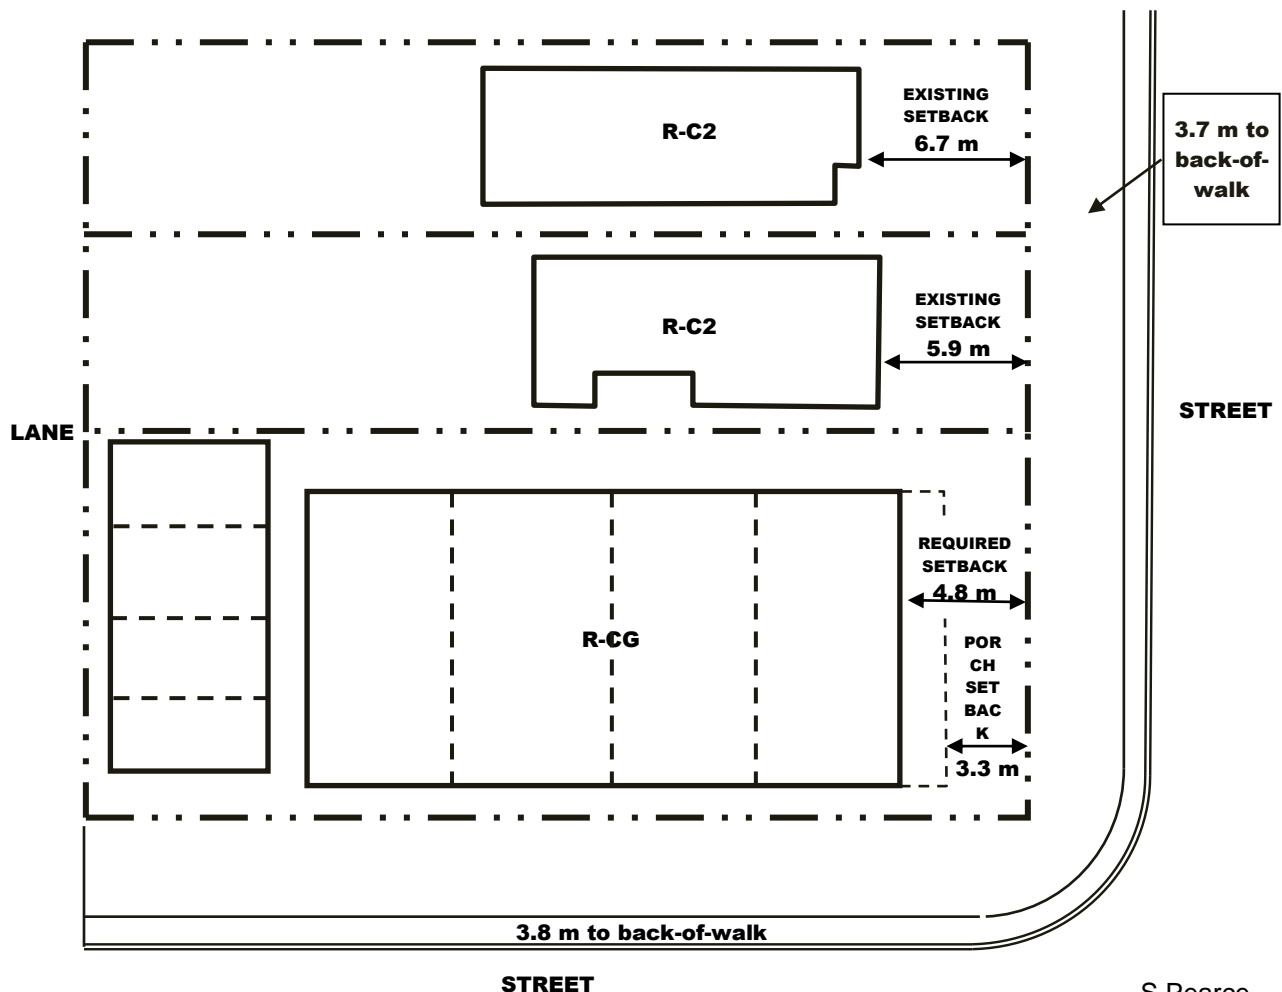 EXISTING
SETBACK
6.7 m
R-C2
3.7 m to
back-of-
walk
EXISTING
SETBACK
5.9 m
R-C2
STREET
LANE
REQUIRED
SETBACK
4.8 m
R-CG
POR
CH
SET
BAC
K
3.3 m
3.8 m to back-of-walk
STREET
S Pearce